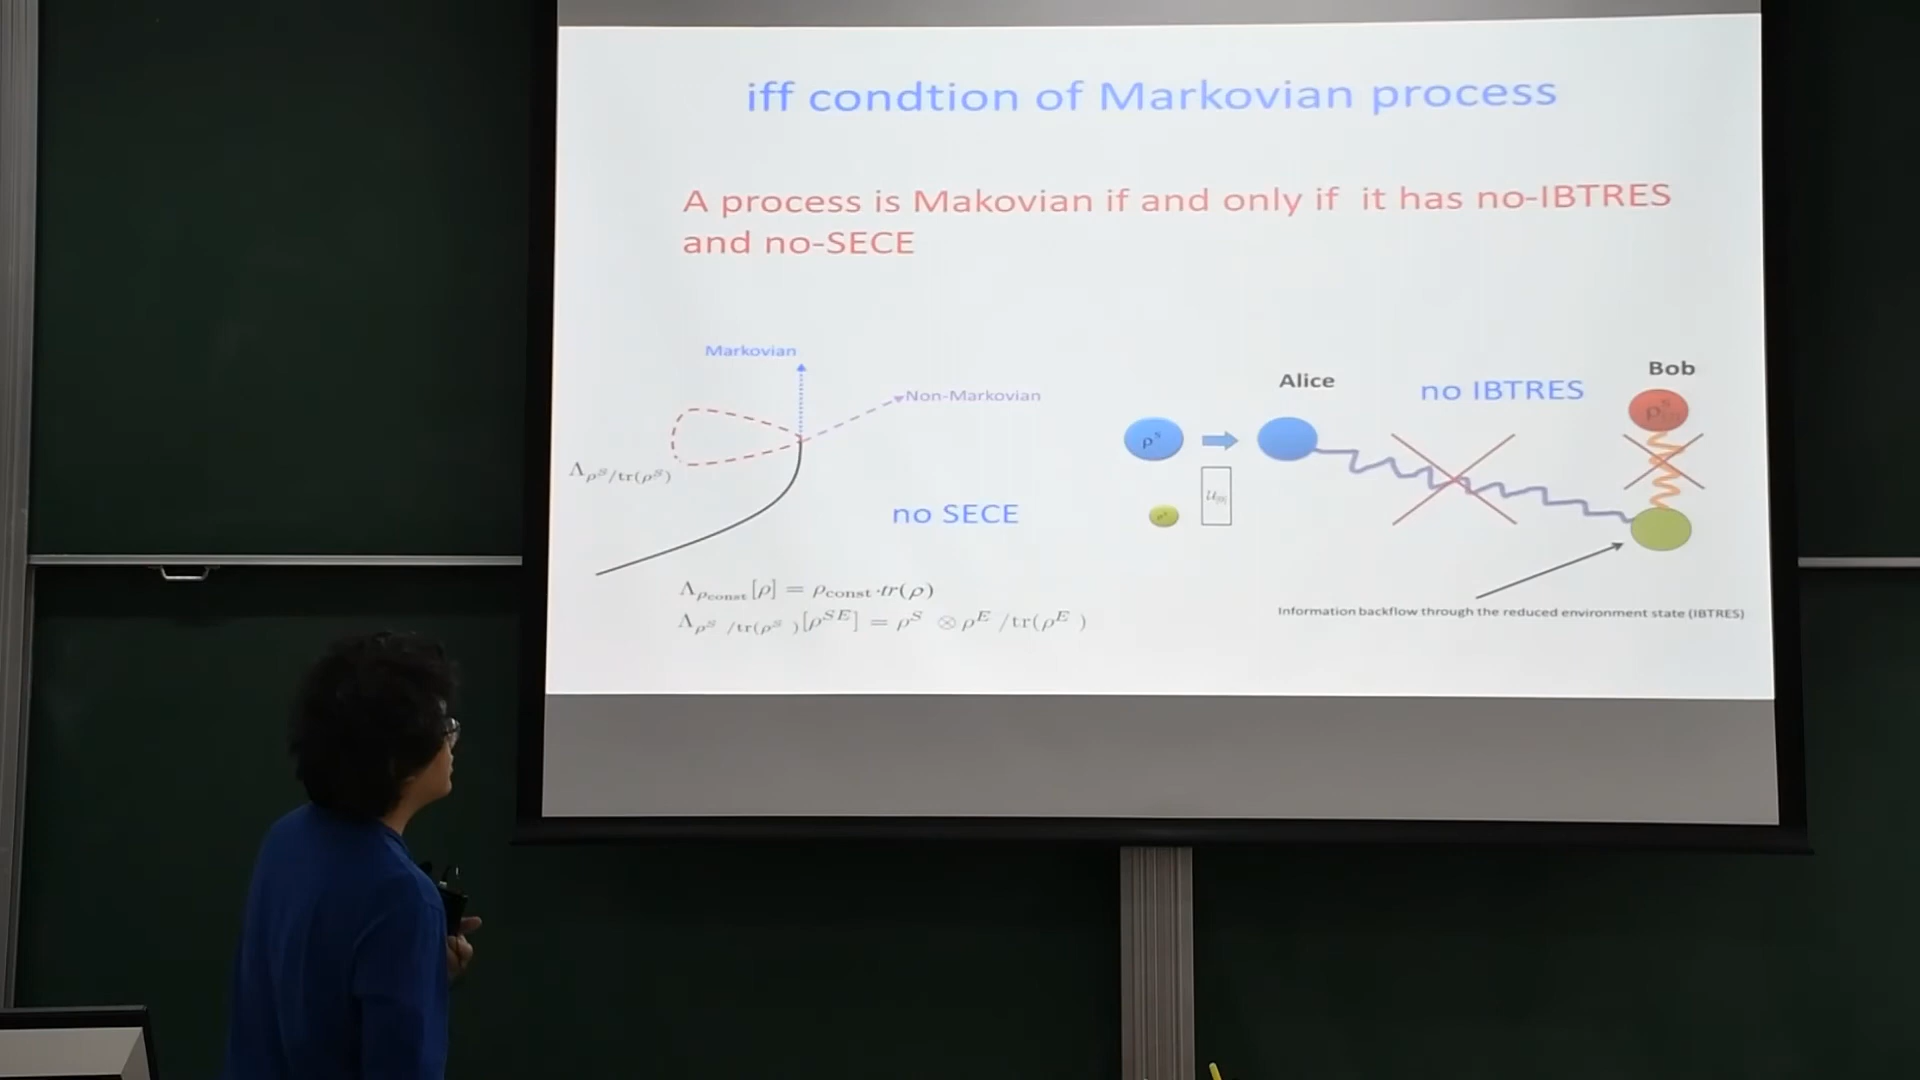 iff condtion of Markovian process
A process is Makovian if and only if it has no-IBTRES
and no-SECE
Markovian
Non-Markovian
Λ_{ρ^S/tr(ρ^S)}
no SECE
Λ_{ρ_const}[ρ] = ρ_const·tr(ρ)
Λ_{ρ^S/tr(ρ^S)}[ρ^{SE}] = ρ^S ⊗ ρ^E /tr(ρ^E )
Alice
no IBTRES
Bob
ρ^S
ρ^S
Information backflow through the reduced environment state (IBTRES)